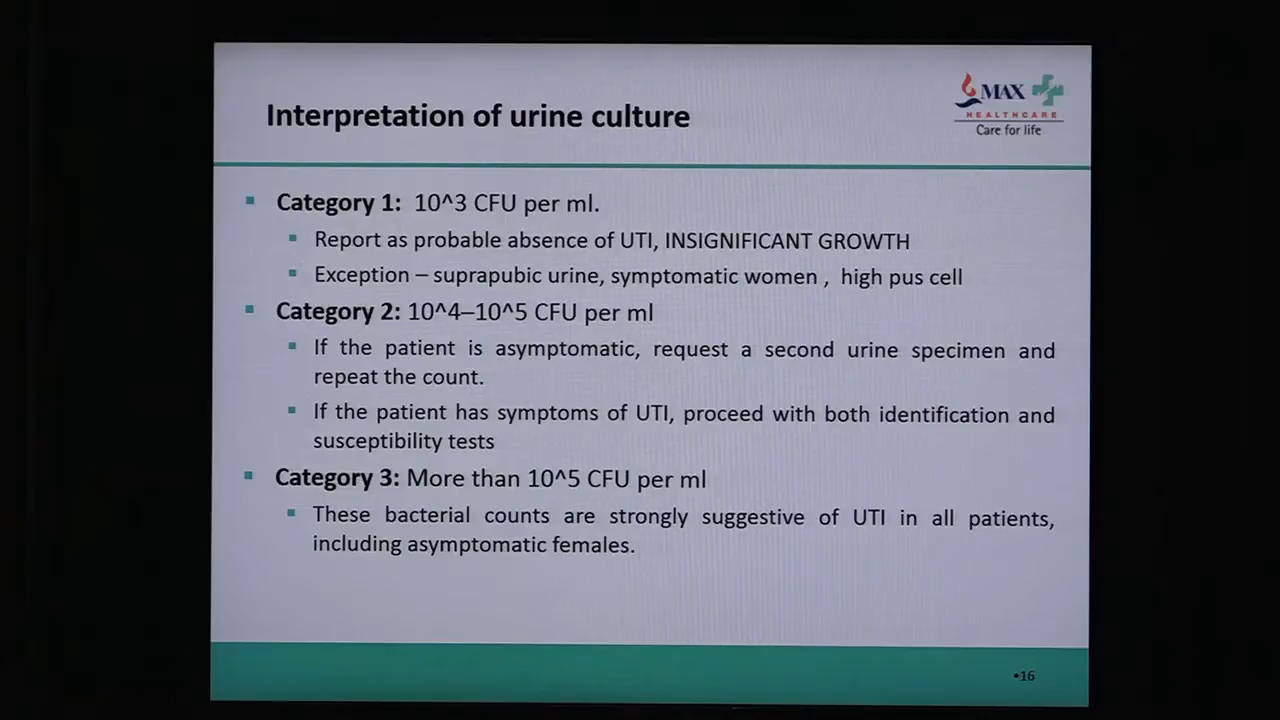 Interpretation of urine culture
MAX
HEALTHCARE
Care for life
Category 1: 10^3 CFU per ml.
Report as probable absence of UTI, INSIGNIFICANT GROWTH
Exception – suprapubic urine, symptomatic women , high pus cell
Category 2: 10^4–10^5 CFU per ml
If the patient is asymptomatic, request a second urine specimen and
repeat the count.
If the patient has symptoms of UTI, proceed with both identification and
susceptibility tests
Category 3: More than 10^5 CFU per ml
These bacterial counts are strongly suggestive of UTI in all patients,
including asymptomatic females.
•16